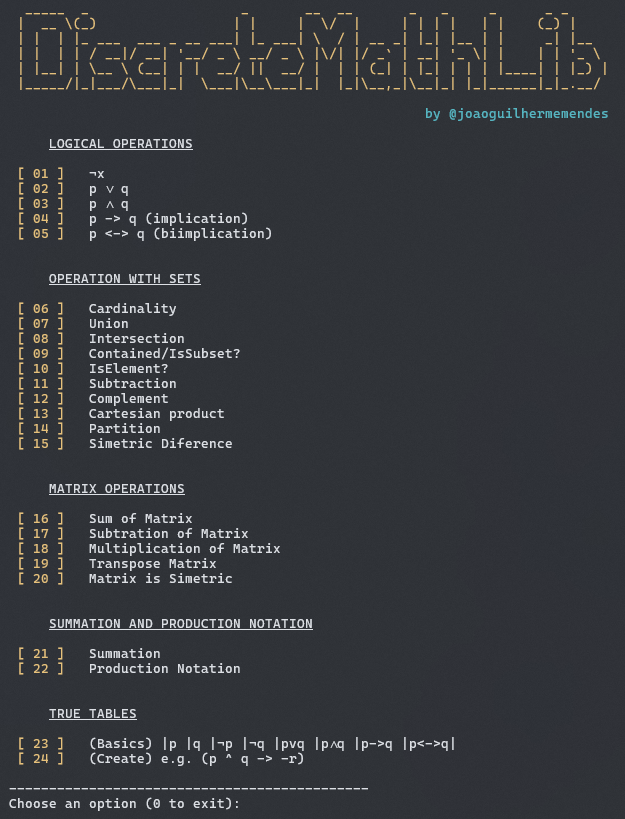 DiscreteMathLib
by @joaoguilhermemendes
LOGICAL OPERATIONS
[ 01 ] ¬x
[ 02 ] p ∨ q
[ 03 ] p ∧ q
[ 04 ] p -> q (implication)
[ 05 ] p <-> q (biimplication)
OPERATION WITH SETS
[ 06 ] Cardinality
[ 07 ] Union
[ 08 ] Intersection
[ 09 ] Contained/IsSubset?
[ 10 ] IsElement?
[ 11 ] Subtraction
[ 12 ] Complement
[ 13 ] Cartesian product
[ 14 ] Partition
[ 15 ] Simetric Diference
MATRIX OPERATIONS
[ 16 ] Sum of Matrix
[ 17 ] Subtration of Matrix
[ 18 ] Multiplication of Matrix
[ 19 ] Transpose Matrix
[ 20 ] Matrix is Simetric
SUMMATION AND PRODUCTION NOTATION
[ 21 ] Summation
[ 22 ] Production Notation
TRUE TABLES
[ 23 ] (Basics) |p |q |¬p |¬q |pvq |p∧q |p->q |p<->q|
[ 24 ] (Create) e.g. (p ^ q -> -r)
---------------------------------------------
Choose an option (0 to exit):